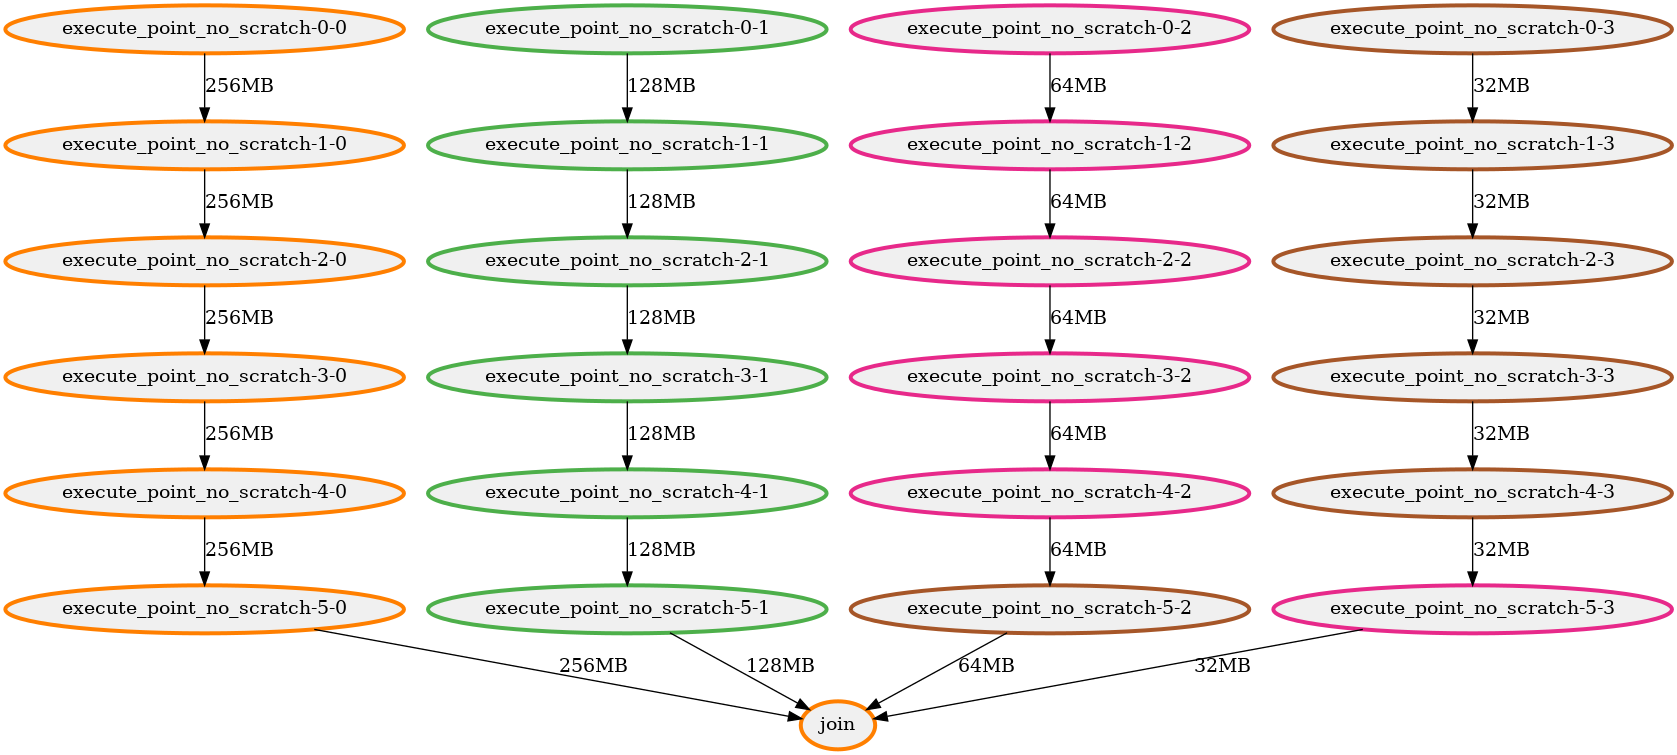 execute_point_no_scratch-0-0
execute_point_no_scratch-0-1
execute_point_no_scratch-0-2
execute_point_no_scratch-0-3
256MB
128MB
64MB
32MB
execute_point_no_scratch-1-0
execute_point_no_scratch-1-1
execute_point_no_scratch-1-2
execute_point_no_scratch-1-3
256MB
128MB
64MB
32MB
execute_point_no_scratch-2-0
execute_point_no_scratch-2-1
execute_point_no_scratch-2-2
execute_point_no_scratch-2-3
256MB
128MB
64MB
32MB
execute_point_no_scratch-3-0
execute_point_no_scratch-3-1
execute_point_no_scratch-3-2
execute_point_no_scratch-3-3
256MB
128MB
64MB
32MB
execute_point_no_scratch-4-0
execute_point_no_scratch-4-1
execute_point_no_scratch-4-2
execute_point_no_scratch-4-3
256MB
128MB
64MB
32MB
execute_point_no_scratch-5-0
execute_point_no_scratch-5-1
execute_point_no_scratch-5-2
execute_point_no_scratch-5-3
256MB
128MB
64MB
32MB
join